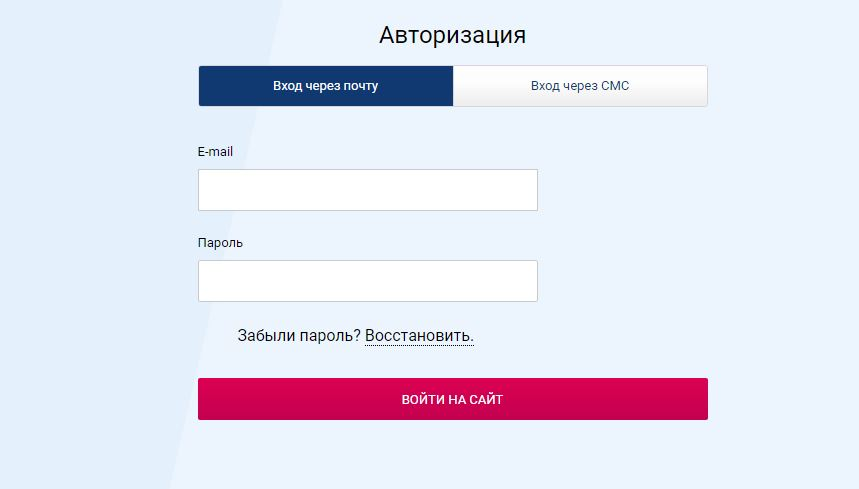 Авторизация
Вход через почту
Вход через СМС
E-mail
Пароль
Забыли пароль? Восстановить.
ВОЙТИ НА САЙТ